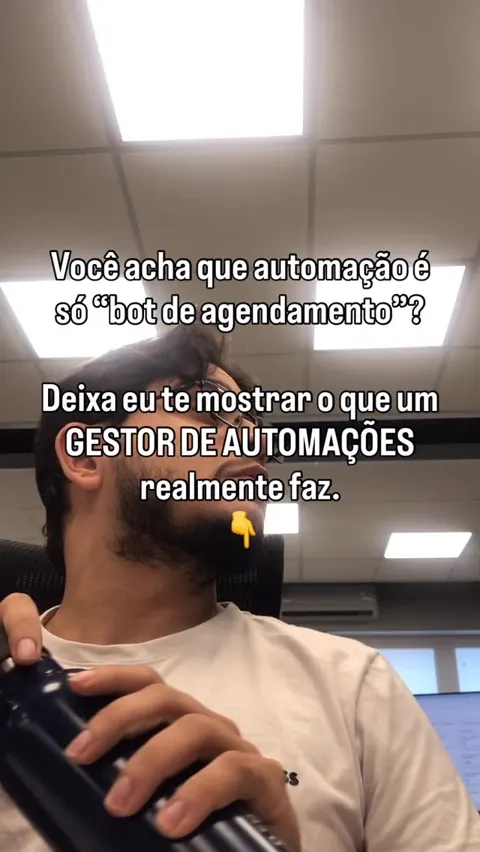 Você acha que automação é
só “bot de agendamento”?
Deixa eu te mostrar o que um
GESTOR DE AUTOMAÇÕES
realmente faz.